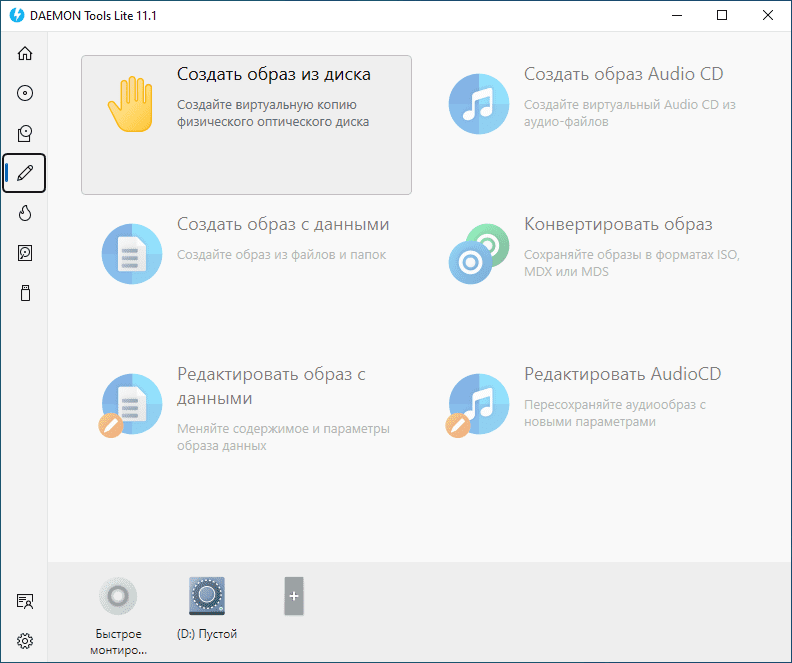 DAEMON Tools Lite 11.1
Создать образ из диска
Создайте виртуальную копию
физического оптического диска
Создать образ Audio CD
Создайте виртуальный Audio CD из
аудио-файлов
Создать образ с данными
Создайте образ из файлов и папок
Конвертировать образ
Сохраняйте образы в форматах ISO,
MDX или MDS
Редактировать образ с
данными
Меняйте содержимое и параметры
образа данных
Редактировать AudioCD
Пересохраняйте аудиообраз с
новыми параметрами
Быстрое
монтиро...
(D:) Пустой